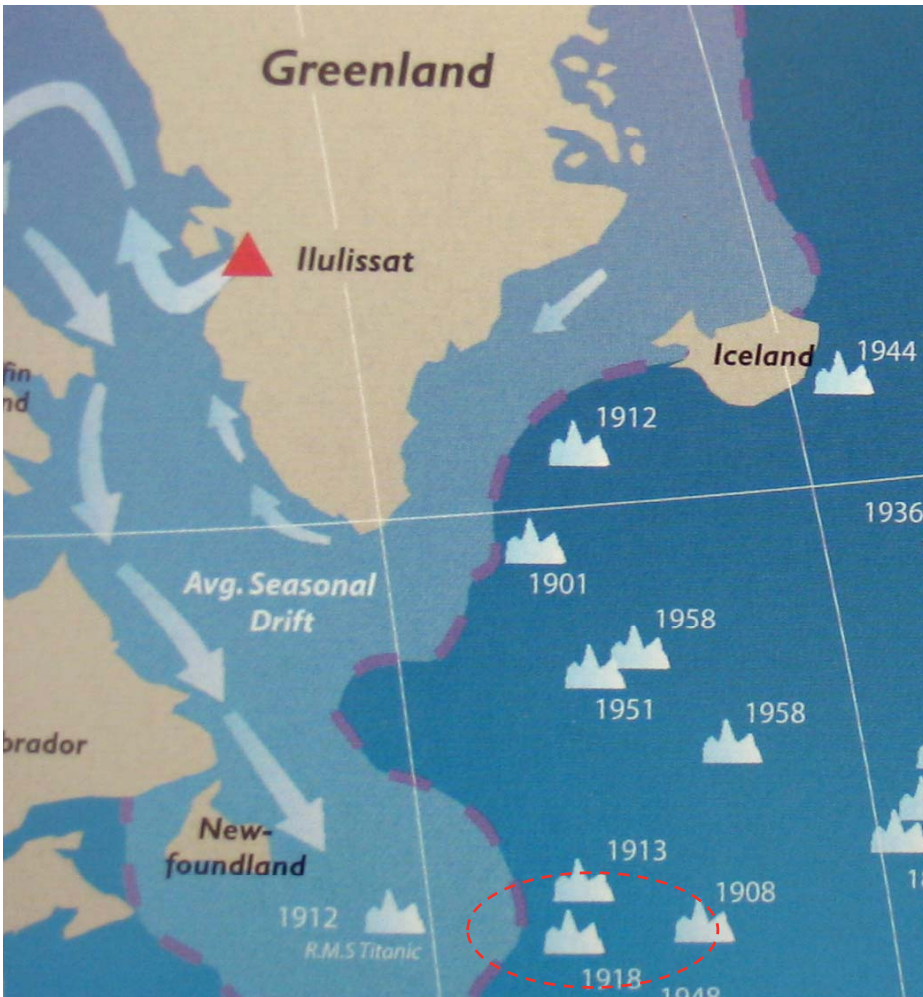 Greenland
Ilulissat
Iceland
1944
fin
nd
1912
1936
1901
Avg. Seasonal
Drift
1958
1951
1958
brador
New-
foundland
1913
1908
1912
R.M.S Titanic
1918
1948